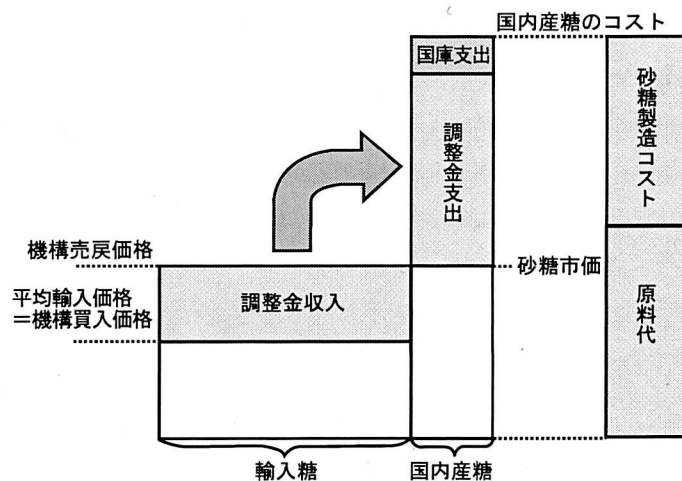 国内産糖のコスト
国庫支出
砂糖製造コスト
調整金支出
機構売戻価格
砂糖市価
平均輸入価格
＝機構買入価格
調整金収入
原料代
輸入糖
国内産糖